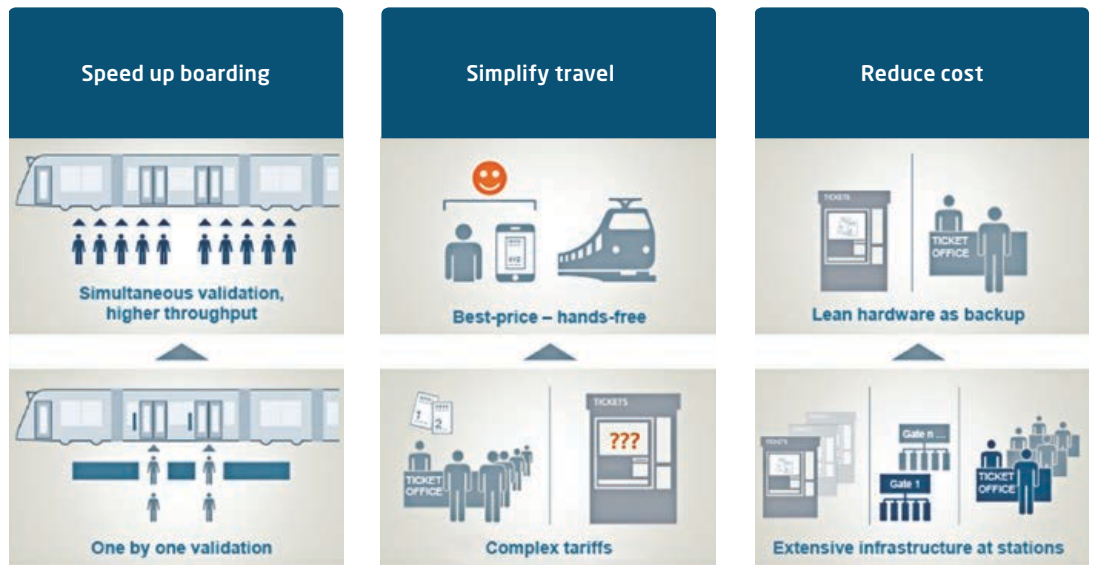 Speed up boarding
Simultaneous validation,
higher throughput
One by one validation
Simplify travel
Best-price – hands-free
1
2
TICKET
OFFICE
TICKETS
???
Complex tariffs
Reduce cost
TICKETS
TICKET
OFFICE
Lean hardware as backup
TICKETS
Gate n ...
Gate 1
TICKET
OFFICE
Extensive infrastructure at stations